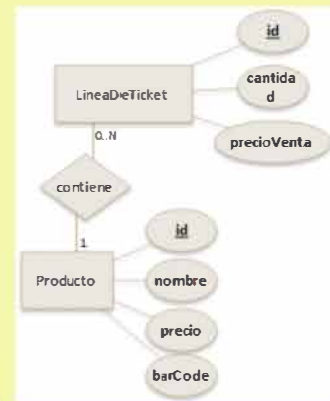 id
LineaDeTicket
cantida
d
precioVenta
0..N
contiene
1
id
Producto
nombre
precio
barCode